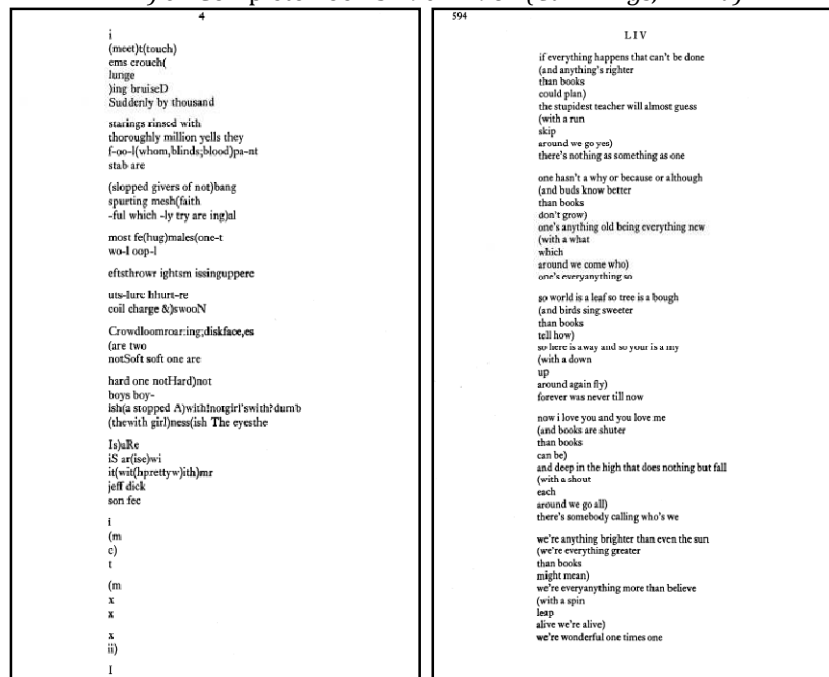 4
i
(meet)t(touch)
ems crouch(
lunge
)ing bruiseD
Suddenly by thousand
starings rinsed with
thoroughly million yells they
f-oo-l(whom,blinds;blood)pa-nt
stab are
(slopped givers of not)bang
spurting mesh(faith
-ful which -ly try are ing)al
most fe(hug)males(one-t
wo-l oop-l
eftsthrowr ightsm issinguppere
uts-lurc hhurt-re
coil charge &)swooN
Crowdloomroar:ing;diskface,es
(are two
notSoft soft one are
hard one notHard)not
boys boy-
ish(a stopped A)with!notgirl'swith?dumb
(thewith girl)ness(ish The eyesthe
Is)aRe
iS ar(ise)wi
it(wit(hprettyw)ith)mr
jeff dick
son fec
i
(m
c)
t
(m
x
x
x
ii)
I
594
LIV
if everything happens that can't be done
(and anything's righter
than books
could plan)
the stupidest teacher will almost guess
(with a run
skip
around we go yes)
there's nothing as something as one
one hasn't a why or because or although
(and buds know better
than books
don't grow)
one's anything old being everything new
(with a what
which
around we come who)
one's everyanything so
so world is a leaf so tree is a bough
(and birds sing sweeter
than books
tell how)
so here is away and so your is a my
(with a down
up
around again fly)
forever was never till now
now i love you and you love me
(and books are shuter
than books
can be)
and deep in the high that does nothing but fall
(with a shout
each
around we go all)
there's somebody calling who's we
we're anything brighter than even the sun
(we're everything greater
than books
might mean)
we're everyanything more than believe
(with a spin
leap
alive we're alive)
we're wonderful one times one